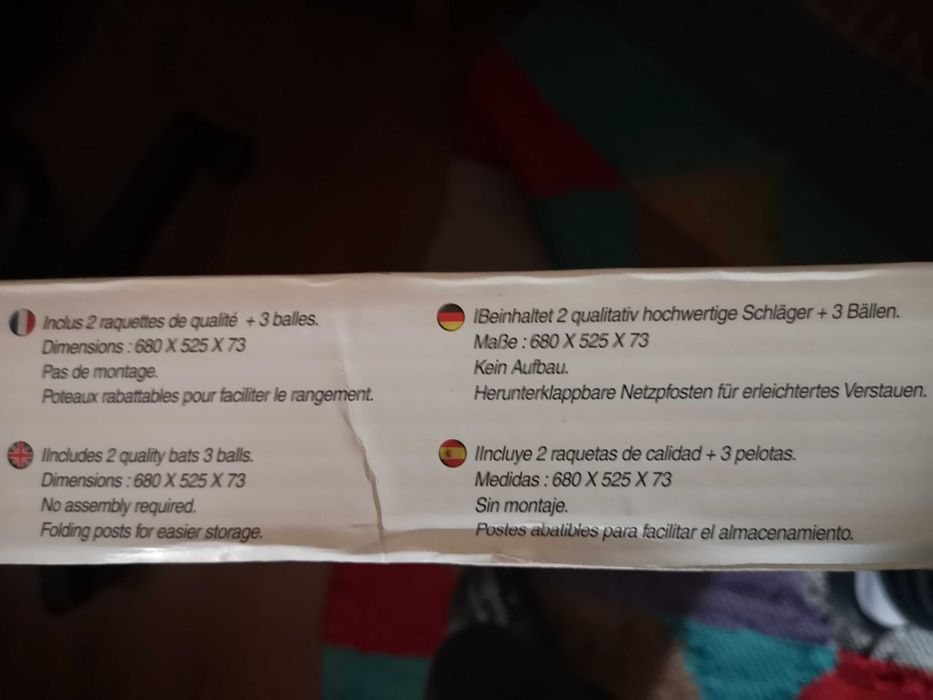 Inclus 2 raquettes de qualité + 3 balles.
Dimensions : 680 X 525 X 73
Pas de montage.
Poteaux rabattables pour faciliter le rangement.
IBeinhaltet 2 qualitativ hochwertige Schläger + 3 Bällen.
Maße : 680 X 525 X 73
Kein Aufbau.
Herunterklappbare Netzpfosten für erleichtertes Verstauen.
IIncludes 2 quality bats 3 balls.
Dimensions : 680 X 525 X 73
No assembly required.
Folding posts for easier storage.
IIncluye 2 raquetas de calidad + 3 pelotas.
Medidas : 680 X 525 X 73
Sin montaje.
Postes abatibles para facilitar el almacenamiento.